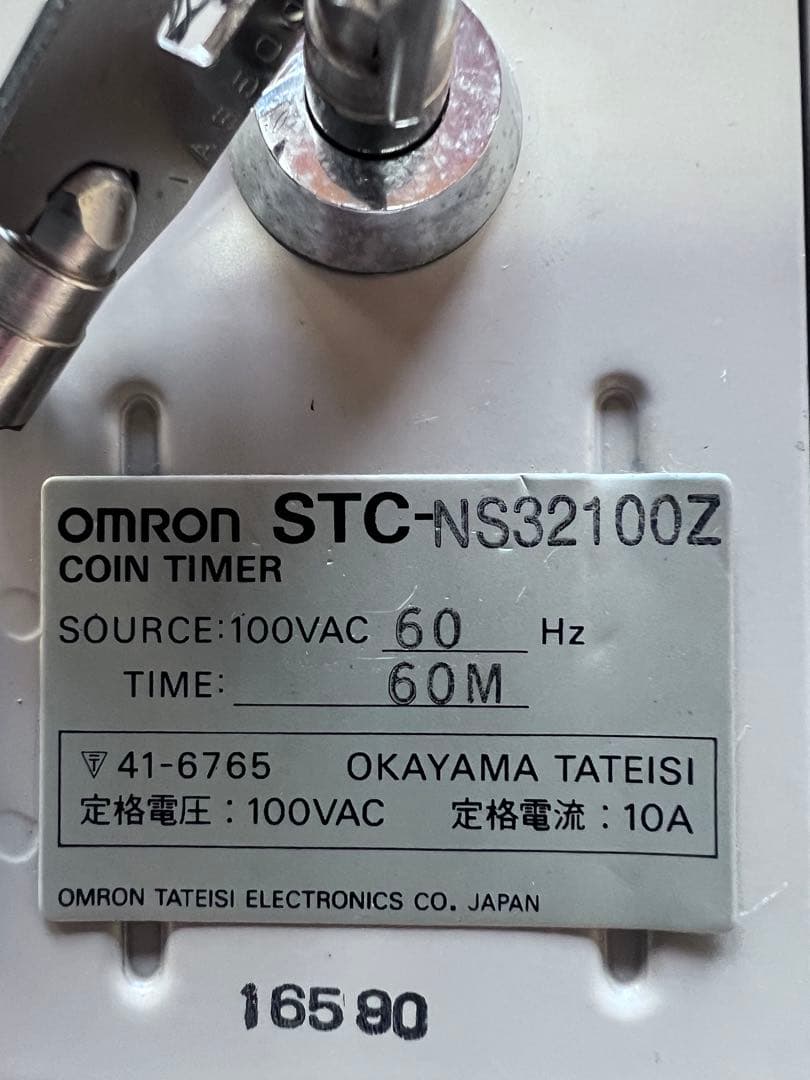 OMRON STC-NS32100Z
COIN TIMER
SOURCE:100VAC 60 Hz
TIME: 60M
41-6765 OKAYAMA TATEISI
定格電圧：100VAC 定格電流：10A
OMRON TATEISI ELECTRONICS CO. JAPAN
16590